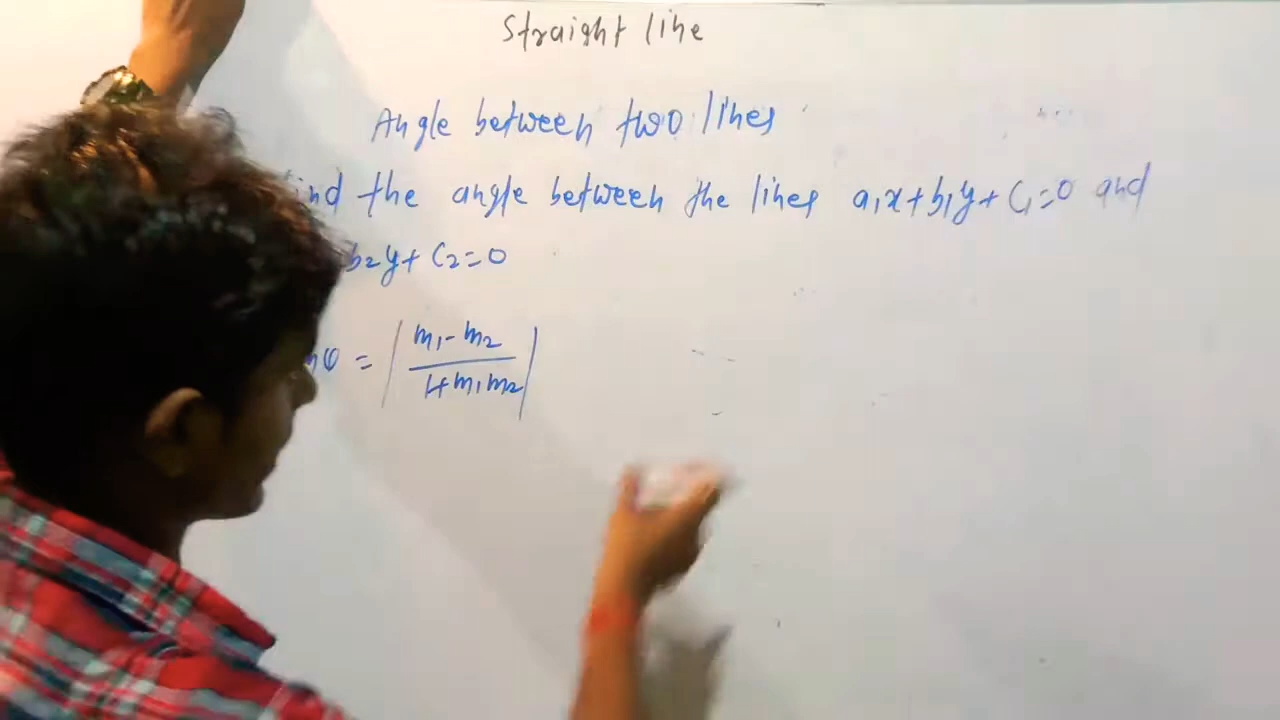 Straight line
Angle between two lines
ind the angle between the lines a₁x+b₁y+C₁=0 and
b₂y+C₂=0
nθ = | m₁-m₂ / 1+m₁m₂ |